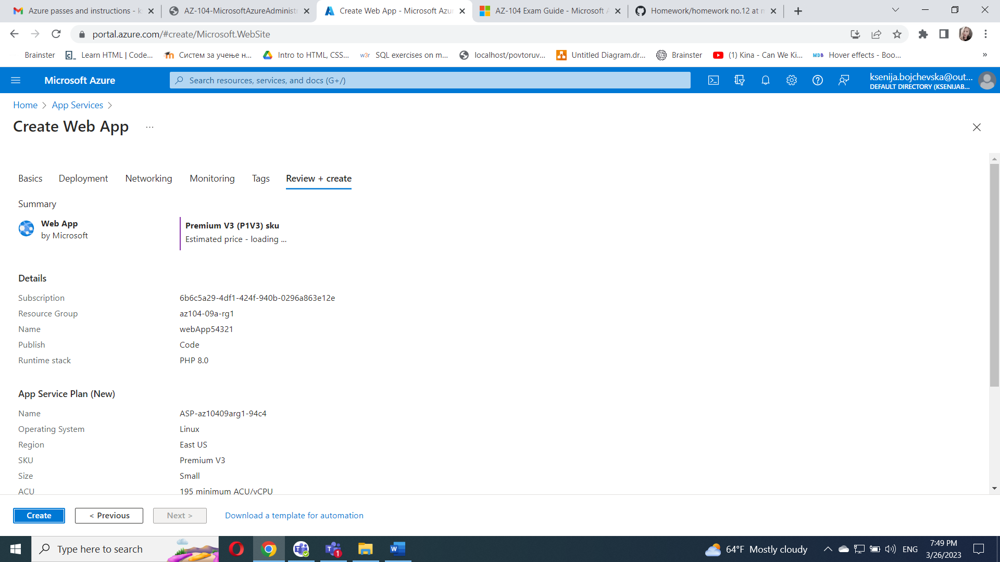 Azure passes and instructions - k
AZ-104-MicrosoftAzureAdministr
Create Web App - Microsoft Azu
AZ-104 Exam Guide - Microsoft A
Homework/homework no.12 at m
portal.azure.com/#create/Microsoft.WebSite
Brainster
Learn HTML | Code...
Систем за учење н...
Intro to HTML, CSS...
SQL exercises on m...
localhost/povtoruv...
Untitled Diagram.dr...
Brainster
(1) Kina - Can We Ki...
Hover effects - Boo...
»
Microsoft Azure
Search resources, services, and docs (G+/)
ksenija.bojchevska@out...
DEFAULT DIRECTORY (KSENIJAB...
Home > App Services >
Create Web App ...
Basics
Deployment
Networking
Monitoring
Tags
Review + create
Summary
Web App
by Microsoft
Premium V3 (P1V3) sku
Estimated price - loading ...
Details
Subscription 6b6c5a29-4df1-424f-940b-0296a863e12e
Resource Group az104-09a-rg1
Name webApp54321
Publish Code
Runtime stack PHP 8.0
App Service Plan (New)
Name ASP-az10409arg1-94c4
Operating System Linux
Region East US
SKU Premium V3
Size Small
ACU 195 minimum ACU/vCPU
Create
< Previous
Next >
Download a template for automation
Type here to search
1
64°F Mostly cloudy
ENG
7:49 PM
3/26/2023